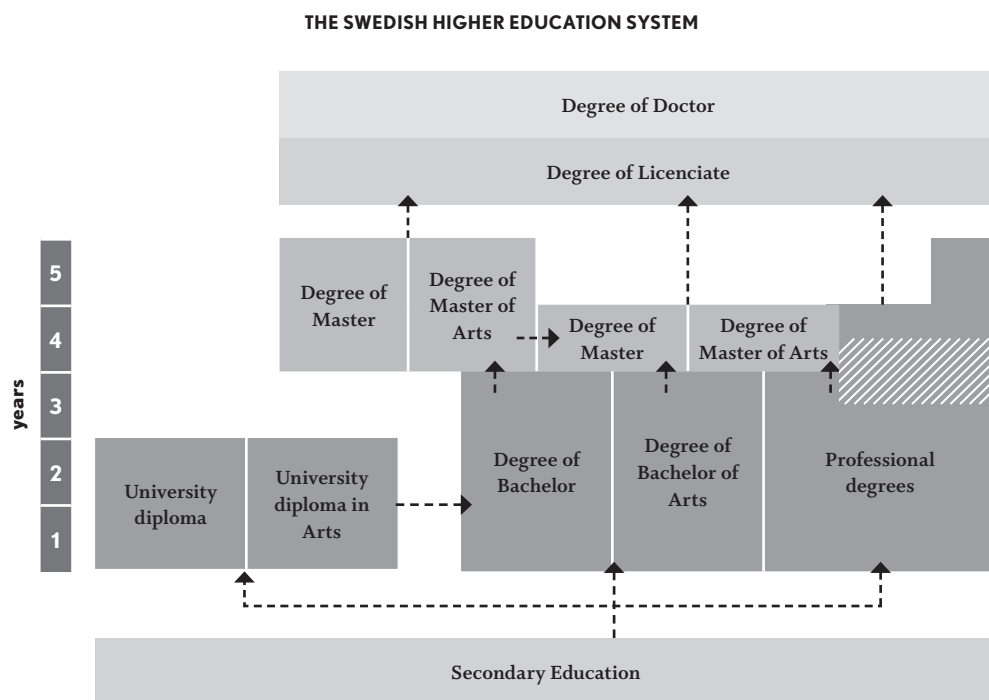 THE SWEDISH HIGHER EDUCATION SYSTEM
Degree of Doctor
Degree of Licenciate
years
5
4
3
2
1
Degree of
Master
Degree of
Master of
Arts
Degree of
Master
Degree of
Master of Arts
University
diploma
University
diploma in
Arts
Degree of
Bachelor
Degree of
Bachelor of
Arts
Professional
degrees
Secondary Education